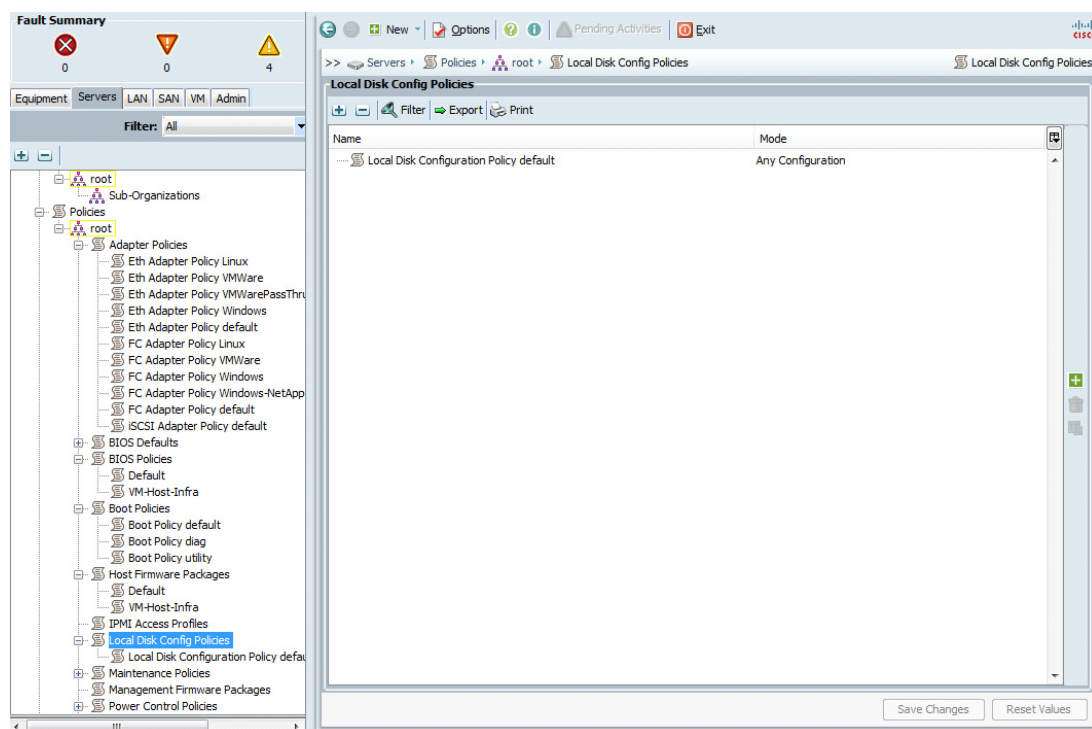 Fault Summary
0 0 4
Equipment Servers LAN SAN VM Admin
Filter: All
root
Sub-Organizations
Policies
root
Adapter Policies
Eth Adapter Policy Linux
Eth Adapter Policy VMWare
Eth Adapter Policy VMWarePassThru
Eth Adapter Policy Windows
Eth Adapter Policy default
FC Adapter Policy Linux
FC Adapter Policy VMWare
FC Adapter Policy Windows
FC Adapter Policy Windows-NetApp
FC Adapter Policy default
iSCSI Adapter Policy default
BIOS Defaults
BIOS Policies
Default
VM-Host-Infra
Boot Policies
Boot Policy default
Boot Policy diag
Boot Policy utility
Host Firmware Packages
Default
VM-Host-Infra
IPMI Access Profiles
Local Disk Config Policies
Local Disk Configuration Policy defau
Maintenance Policies
Management Firmware Packages
Power Control Policies
New Options Pending Activities Exit
cisc
>> Servers Policies root Local Disk Config Policies Local Disk Config Policies
Local Disk Config Policies
Filter Export Print
Name Mode
Local Disk Configuration Policy default Any Configuration
Save Changes Reset Values